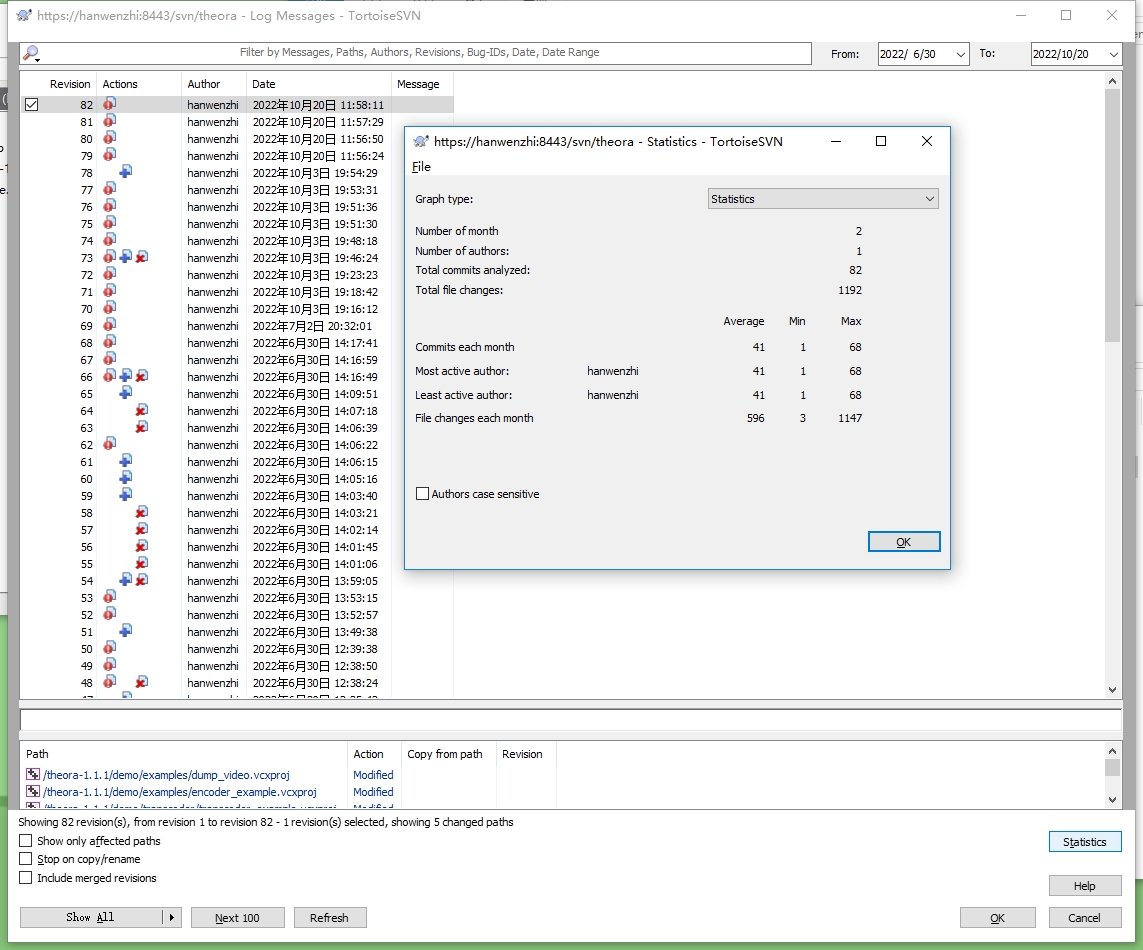 https://hanwenzhi:8443/svn/theora - Log Messages - TortoiseSVN
Filter by Messages, Paths, Authors, Revisions, Bug-IDs, Date, Date Range
From: 2022/ 6/30 To: 2022/10/20
Revision Actions Author Date Message
82 hanwenzhi 2022年10月20日 11:58:11
81 hanwenzhi 2022年10月20日 11:57:29
80 hanwenzhi 2022年10月20日 11:56:50
79 hanwenzhi 2022年10月20日 11:56:24
78 hanwenzhi 2022年10月3日 19:54:29
77 hanwenzhi 2022年10月3日 19:53:31
76 hanwenzhi 2022年10月3日 19:51:36
75 hanwenzhi 2022年10月3日 19:51:30
74 hanwenzhi 2022年10月3日 19:48:18
73 hanwenzhi 2022年10月3日 19:46:24
72 hanwenzhi 2022年10月3日 19:23:23
71 hanwenzhi 2022年10月3日 19:18:42
70 hanwenzhi 2022年10月3日 19:16:12
69 hanwenzhi 2022年7月2日 20:32:01
68 hanwenzhi 2022年6月30日 14:17:41
67 hanwenzhi 2022年6月30日 14:16:59
66 hanwenzhi 2022年6月30日 14:16:49
65 hanwenzhi 2022年6月30日 14:09:51
64 hanwenzhi 2022年6月30日 14:07:18
63 hanwenzhi 2022年6月30日 14:06:39
62 hanwenzhi 2022年6月30日 14:06:22
61 hanwenzhi 2022年6月30日 14:06:15
60 hanwenzhi 2022年6月30日 14:05:16
59 hanwenzhi 2022年6月30日 14:03:40
58 hanwenzhi 2022年6月30日 14:03:21
57 hanwenzhi 2022年6月30日 14:02:14
56 hanwenzhi 2022年6月30日 14:01:45
55 hanwenzhi 2022年6月30日 14:01:06
54 hanwenzhi 2022年6月30日 13:59:05
53 hanwenzhi 2022年6月30日 13:53:15
52 hanwenzhi 2022年6月30日 13:52:57
51 hanwenzhi 2022年6月30日 13:49:38
50 hanwenzhi 2022年6月30日 12:39:38
49 hanwenzhi 2022年6月30日 12:38:50
48 hanwenzhi 2022年6月30日 12:38:24
https://hanwenzhi:8443/svn/theora - Statistics - TortoiseSVN
File
Graph type: Statistics
Number of month 2
Number of authors: 1
Total commits analyzed: 82
Total file changes: 1192
Average Min Max
Commits each month 41 1 68
Most active author: hanwenzhi 41 1 68
Least active author: hanwenzhi 41 1 68
File changes each month 596 3 1147
Authors case sensitive
OK
Path Action Copy from path Revision
/theora-1.1.1/demo/examples/dump_video.vcxproj Modified
/theora-1.1.1/demo/examples/encoder_example.vcxproj Modified
Showing 82 revision(s), from revision 1 to revision 82 - 1 revision(s) selected, showing 5 changed paths
Show only affected paths
Statistics
Stop on copy/rename
Include merged revisions
Help
Show All Next 100 Refresh OK Cancel